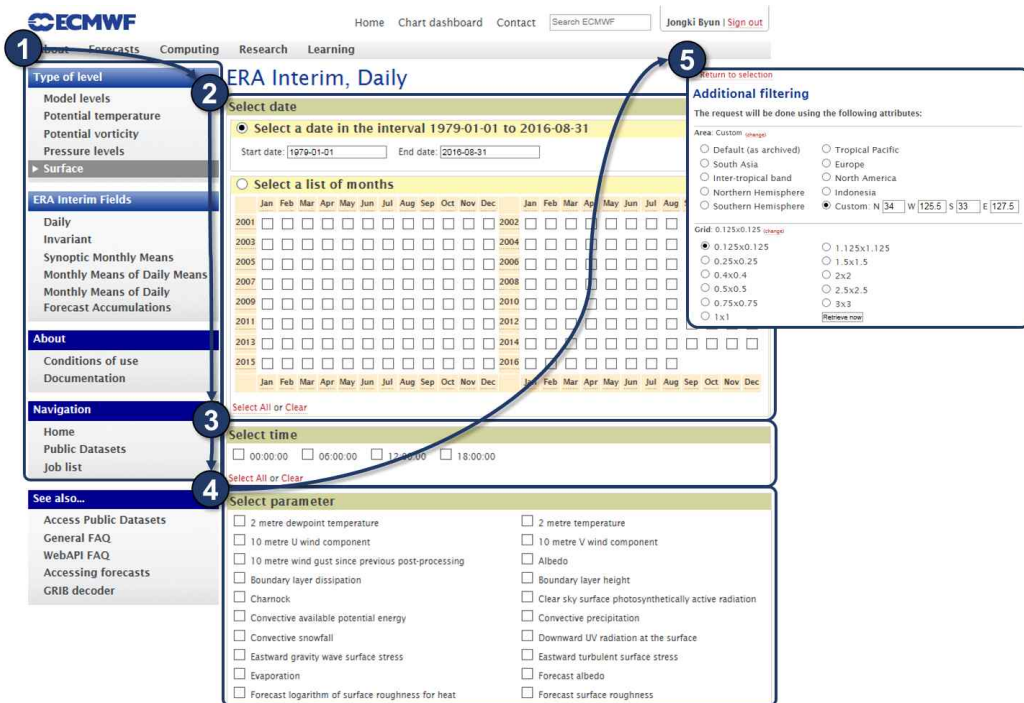 ECMWF
Home Chart dashboard Contact Search ECMWF Jongki Byun | Sign out
About Forecasts Computing Research Learning
1
Type of level
Model levels
Potential temperature
Potential vorticity
Pressure levels
Surface
ERA Interim Fields
Daily
Invariant
Synoptic Monthly Means
Monthly Means of Daily Means
Monthly Means of Daily
Forecast Accumulations
About
Conditions of use
Documentation
Navigation
Home
Public Datasets
Job list
See also...
Access Public Datasets
General FAQ
WebAPI FAQ
Accessing forecasts
GRIB decoder
ERA Interim, Daily
2
Select date
Select a date in the interval 1979-01-01 to 2016-08-31
Start date: 1979-01-01 End date: 2016-08-31
Select a list of months
Jan Feb Mar Apr May Jun Jul Aug Sep Oct Nov Dec Jan Feb Mar Apr May Jun Jul Aug
2001 2002
2003 2004
2005 2006
2007 2008
2009 2010
2011 2012
2013 2014
2015 2016
Jan Feb Mar Apr May Jun Jul Aug Sep Oct Nov Dec Jan Feb Mar Apr May Jun Jul Aug Sep Oct Nov Dec
Select All or Clear
3
Select time
00:00:00 06:00:00 12:00:00 18:00:00
Select All or Clear
4
Select parameter
2 metre dewpoint temperature 2 metre temperature
10 metre U wind component 10 metre V wind component
10 metre wind gust since previous post-processing Albedo
Boundary layer dissipation Boundary layer height
Charnock Clear sky surface photosynthetically active radiation
Convective available potential energy Convective precipitation
Convective snowfall Downward UV radiation at the surface
Eastward gravity wave surface stress Eastward turbulent surface stress
Evaporation Forecast albedo
Forecast logarithm of surface roughness for heat Forecast surface roughness
5
Return to selection
Additional filtering
The request will be done using the following attributes:
Area: Custom (change)
Default (as archived) Tropical Pacific
South Asia Europe
Inter-tropical band North America
Northern Hemisphere Indonesia
Southern Hemisphere Custom: N 34 W 125.5 S 33 E 127.5
Grid: 0.125x0.125 (change)
0.125x0.125 1.125x1.125
0.25x0.25 1.5x1.5
0.4x0.4 2x2
0.5x0.5 2.5x2.5
0.75x0.75 3x3
1x1 Retrieve now